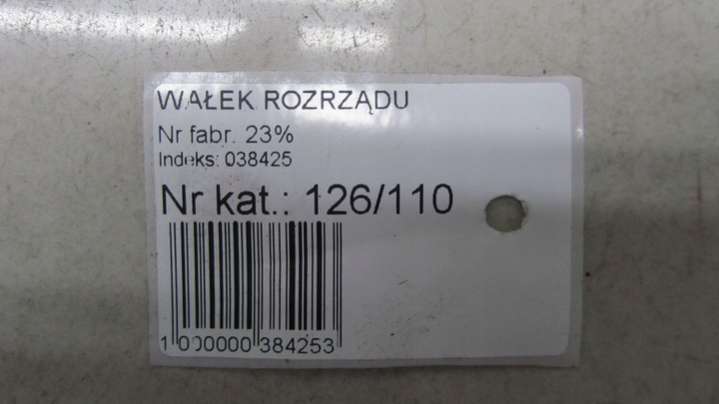 WAŁEK ROZRZĄDU
Nr fabr. 23%
Indeks: 038425
Nr kat.: 126/110
1 000000 384253